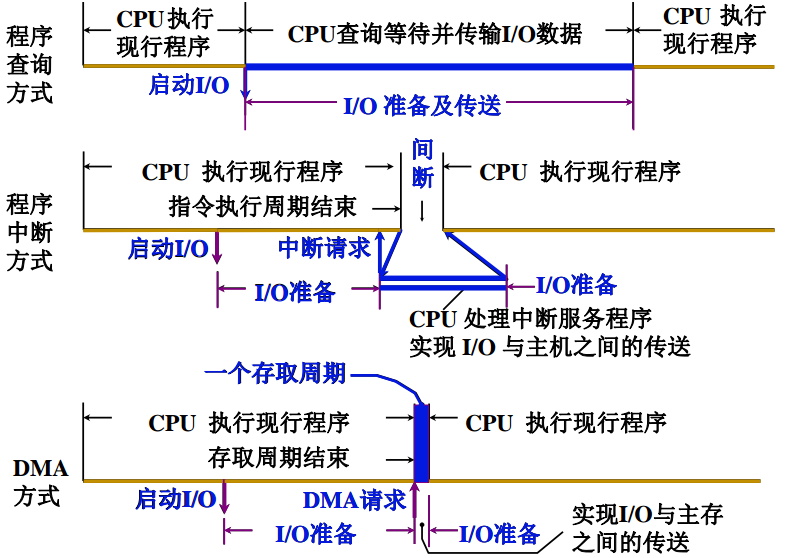 程序
查询
方式
CPU 执行
现行程序
CPU查询等待并传输I/O数据
CPU 执行
现行程序
启动I/O
I/O 准备及传送
程序
中断
方式
CPU 执行现行程序
间
断
CPU 执行现行程序
指令执行周期结束
启动I/O
中断请求
I/O准备
I/O准备
CPU 处理中断服务程序
实现 I/O 与主机之间的传送
一个存取周期
DMA
方式
CPU 执行现行程序
CPU 执行现行程序
存取周期结束
启动I/O
DMA请求
I/O准备
I/O准备
实现I/O与主存
之间的传送